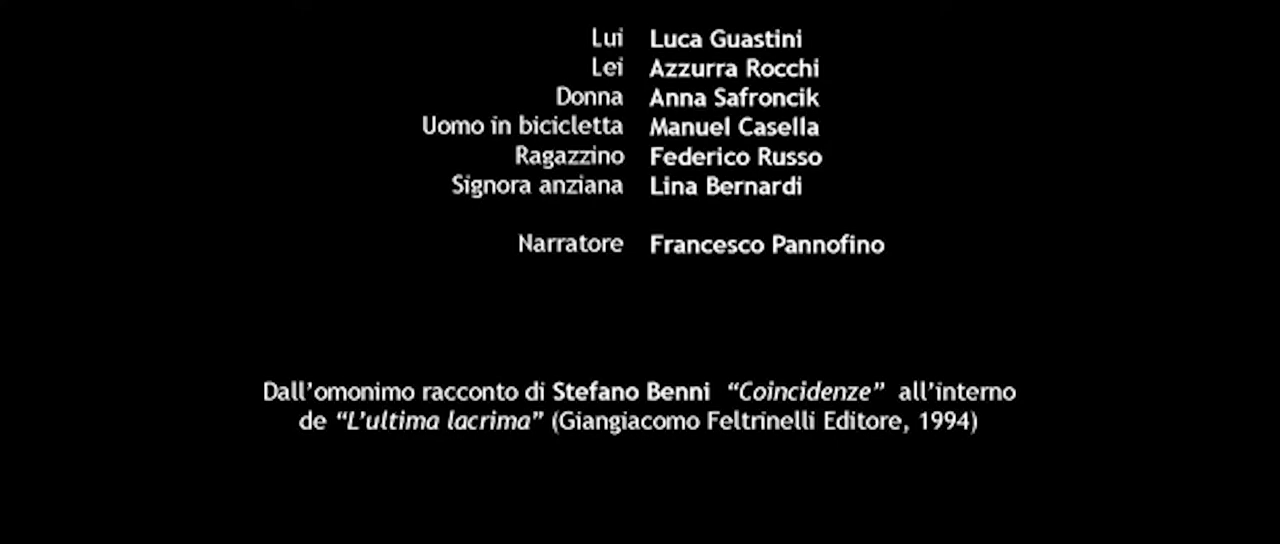 Lui Luca Guastini
Lei Azzurra Rocchi
Donna Anna Safroncik
Uomo in bicicletta Manuel Casella
Ragazzino Federico Russo
Signora anziana Lina Bernardi
Narratore Francesco Pannofino
Dall’omonimo racconto di Stefano Benni “Coincidenze” all’interno
de “L’ultima lacrima” (Giangiacomo Feltrinelli Editore, 1994)